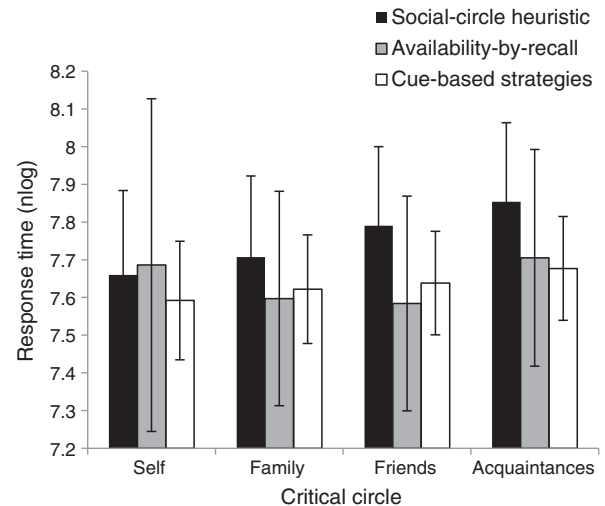 Social-circle heuristic
Availability-by-recall
Cue-based strategies
8.2
8.1
8
7.9
7.8
7.7
7.6
7.5
7.4
7.3
7.2
Response time (nlog)
Self Family Friends Acquaintances
Critical circle